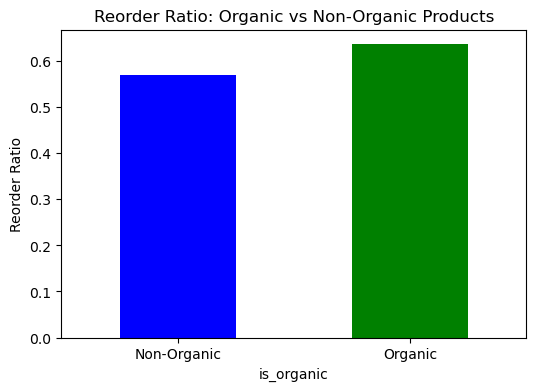 Reorder Ratio: Organic vs Non-Organic Products
0.6
0.5
0.4
0.3
0.2
0.1
0.0
Reorder Ratio
Non-Organic
Organic
is_organic